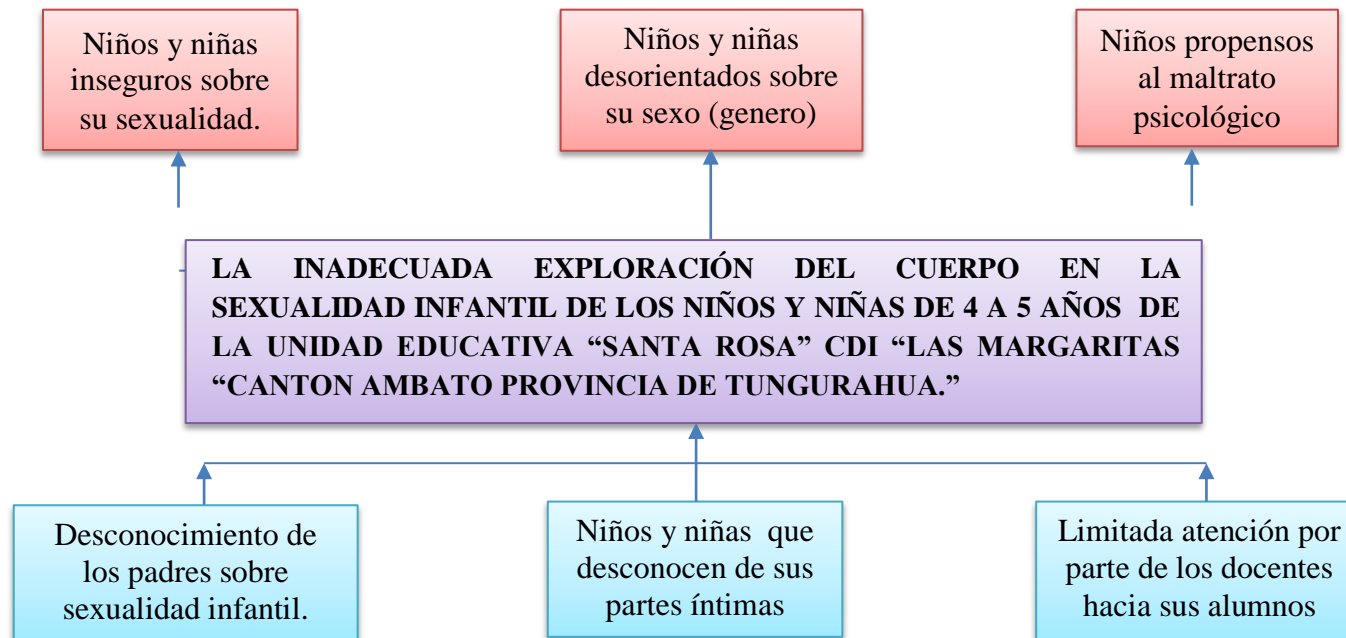 Niños y niñas
inseguros sobre
su sexualidad.
Niños y niñas
desorientados sobre
su sexo (genero)
Niños propensos
al maltrato
psicológico
LA INADECUADA EXPLORACIÓN DEL CUERPO EN LA
SEXUALIDAD INFANTIL DE LOS NIÑOS Y NIÑAS DE 4 A 5 AÑOS DE
LA UNIDAD EDUCATIVA “SANTA ROSA” CDI “LAS MARGARITAS
“CANTON AMBATO PROVINCIA DE TUNGURAHUA.”
Desconocimiento de
los padres sobre
sexualidad infantil.
Niños y niñas que
desconocen de sus
partes íntimas
Limitada atención por
parte de los docentes
hacia sus alumnos